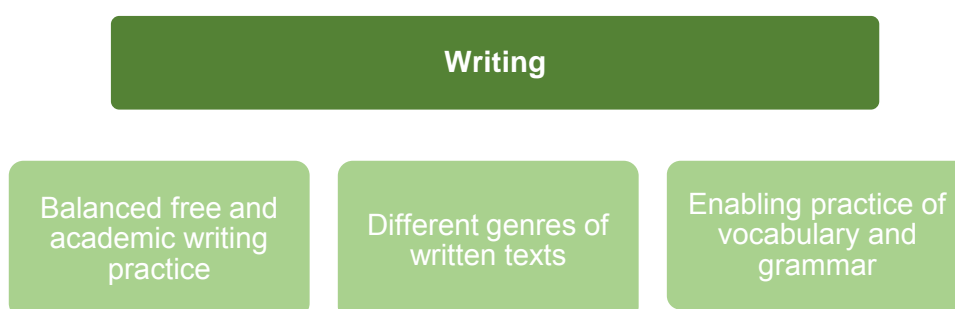 Writing
Balanced free and
academic writing
practice
Different genres of
written texts
Enabling practice of
vocabulary and
grammar